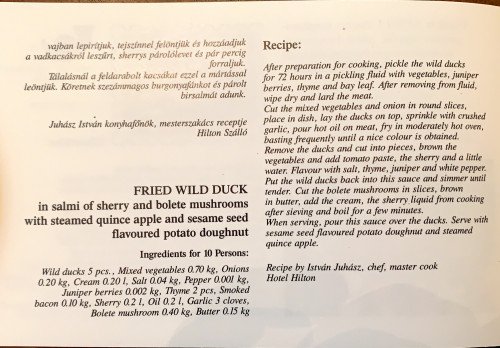 vajban lepirítjuk, tejszínnel felöntjük és hozzáadjuk
a vadkacsákról leszűrt, sherrys párolólevet és pár percig
forraljuk.
Tálalásnál a feldarabolt kacsákat ezzel a mártással
leöntjük. Köretnek szezámmagos burgonyafánkot és párolt
birsalmát adunk.
Juhász István konyhafőnök, mesterszakács receptje
Hilton Szálló
FRIED WILD DUCK
in salmi of sherry and bolete mushrooms
with steamed quince apple and sesame seed
flavoured potato doughnut
Ingredients for 10 Persons:
Wild ducks 5 pcs., Mixed vegetables 0.70 kg, Onions
0.20 kg, Cream 0.20 l, Salt 0.04 kg, Pepper 0.001 kg,
Juniper berries 0.002 kg, Thyme 2 pcs, Smoked
bacon 0.10 kg, Sherry 0.2 l, Oil 0.2 l, Garlic 3 cloves,
Bolete mushroom 0.40 kg, Butter 0.15 kg
Recipe:
After preparation for cooking, pickle the wild ducks
for 72 hours in a pickling fluid with vegetables, juniper
berries, thyme and bay leaf. After removing from fluid,
wipe dry and lard the meat.
Cut the mixed vegetables and onion in round slices,
place in dish, lay the ducks on top, sprinkle with crushed
garlic, pour hot oil on meat, fry in moderately hot oven,
basting frequently until a nice colour is obtained.
Remove the ducks and cut into pieces, brown the
vegetables and add tomato paste, the sherry and a little
water. Flavour with salt, thyme, juniper and white pepper.
Put the wild ducks back into this sauce and simmer until
tender. Cut the bolete mushrooms in slices, brown
in butter, add the cream, the sherry liquid from cooking
after sieving and boil for a few minutes.
When serving, pour this sauce over the ducks. Serve with
sesame seed flavoured potato doughnut and steamed
quince apple.
Recipe by István Juhász, chef, master cook
Hotel Hilton